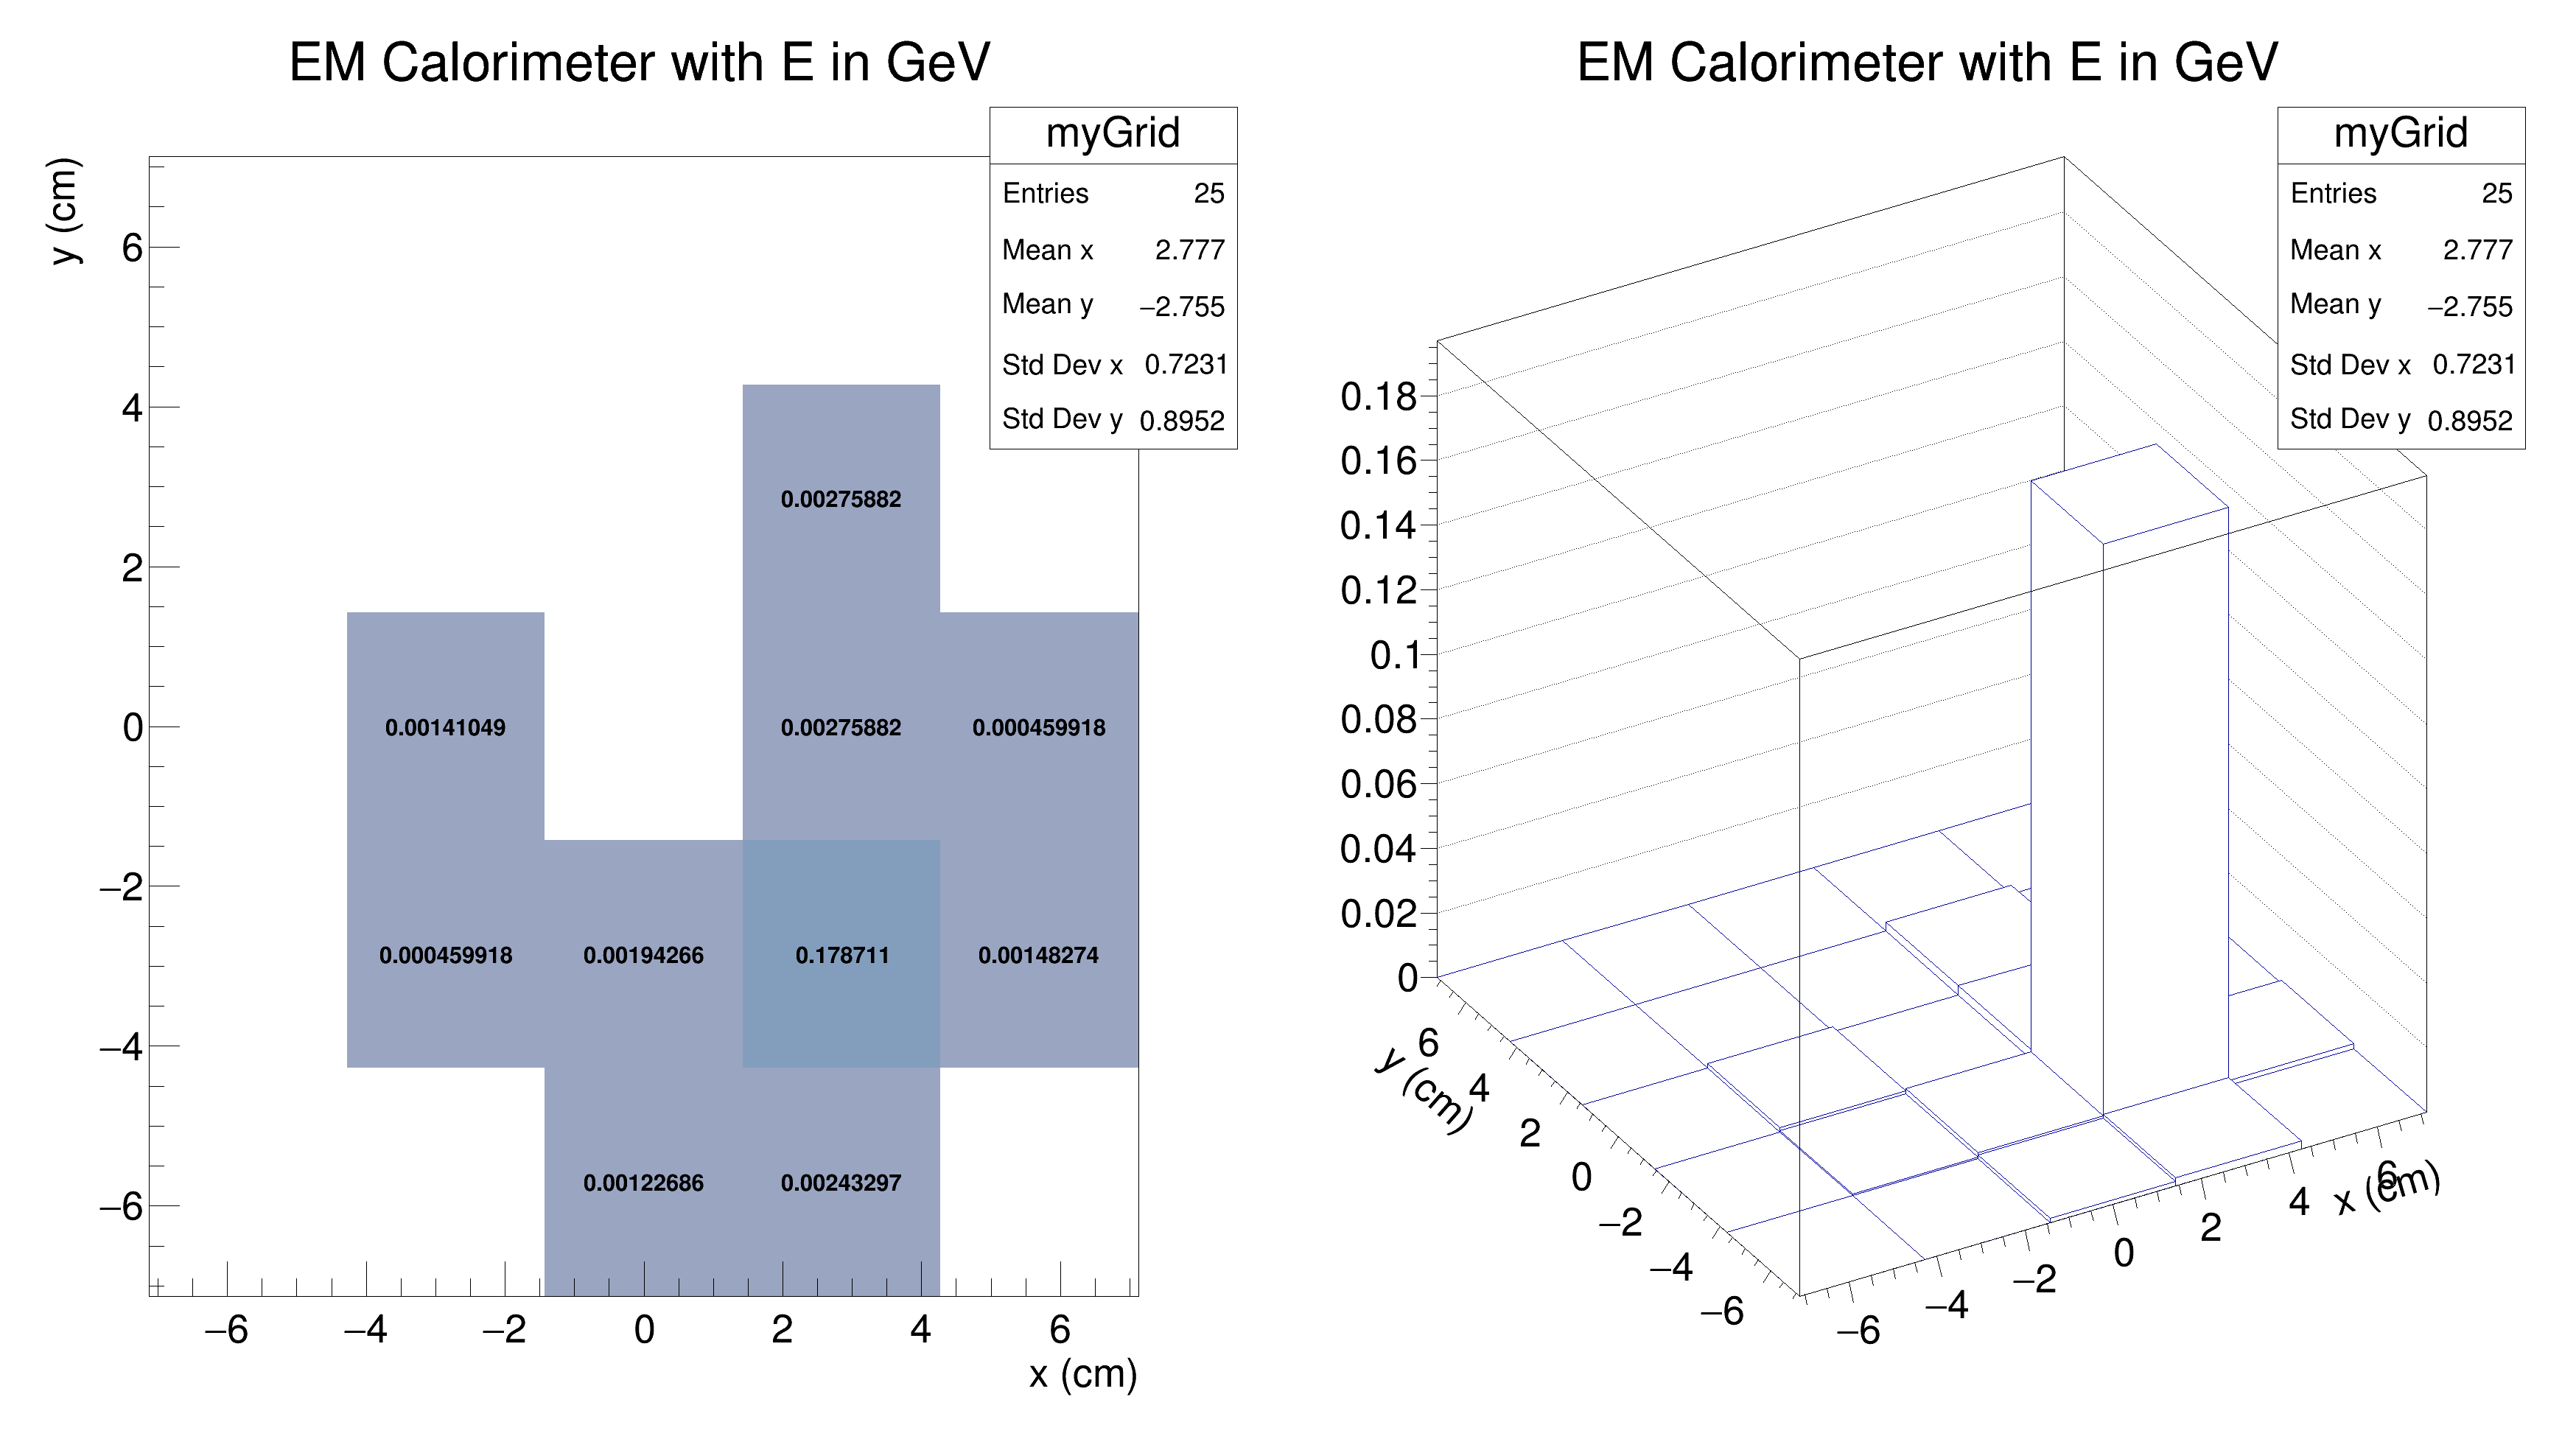 EM Calorimeter with E in GeV
myGrid
Entries 25
Mean x 2.777
Mean y −2.755
Std Dev x 0.7231
Std Dev y 0.8952
y (cm)
6
4
2
0
−2
−4
−6
0.00275882
0.00141049 0.00275882 0.000459918
0.000459918 0.00194266 0.178711 0.00148274
0.00122686 0.00243297
−6 −4 −2 0 2 4 6
x (cm)
EM Calorimeter with E in GeV
myGrid
Entries 25
Mean x 2.777
Mean y −2.755
Std Dev x 0.7231
Std Dev y 0.8952
0.18
0.16
0.14
0.12
0.1
0.08
0.06
0.04
0.02
0
y (cm)
6
4
2
0
−2
−4
−6
−6
−4
−2
0
2
4
6
x (cm)